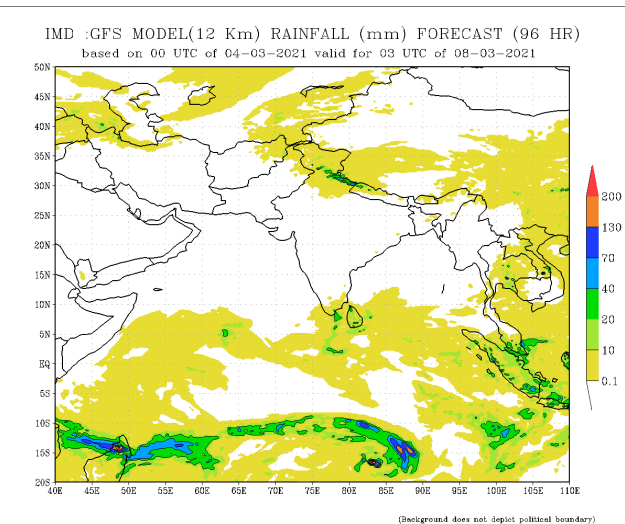 IMD :GFS MODEL(12 Km) RAINFALL (mm) FORECAST (96 HR)
based on 00 UTC of 04-03-2021 valid for 03 UTC of 08-03-2021
50N
45N
40N
35N
30N
25N
20N
15N
10N
5N
EQ
5S
10S
15S
20S
40E 45E 50E 55E 60E 65E 70E 75E 80E 85E 90E 95E 100E 105E 110E
200
130
70
40
20
10
0.1
(Background does not depict political boundary)